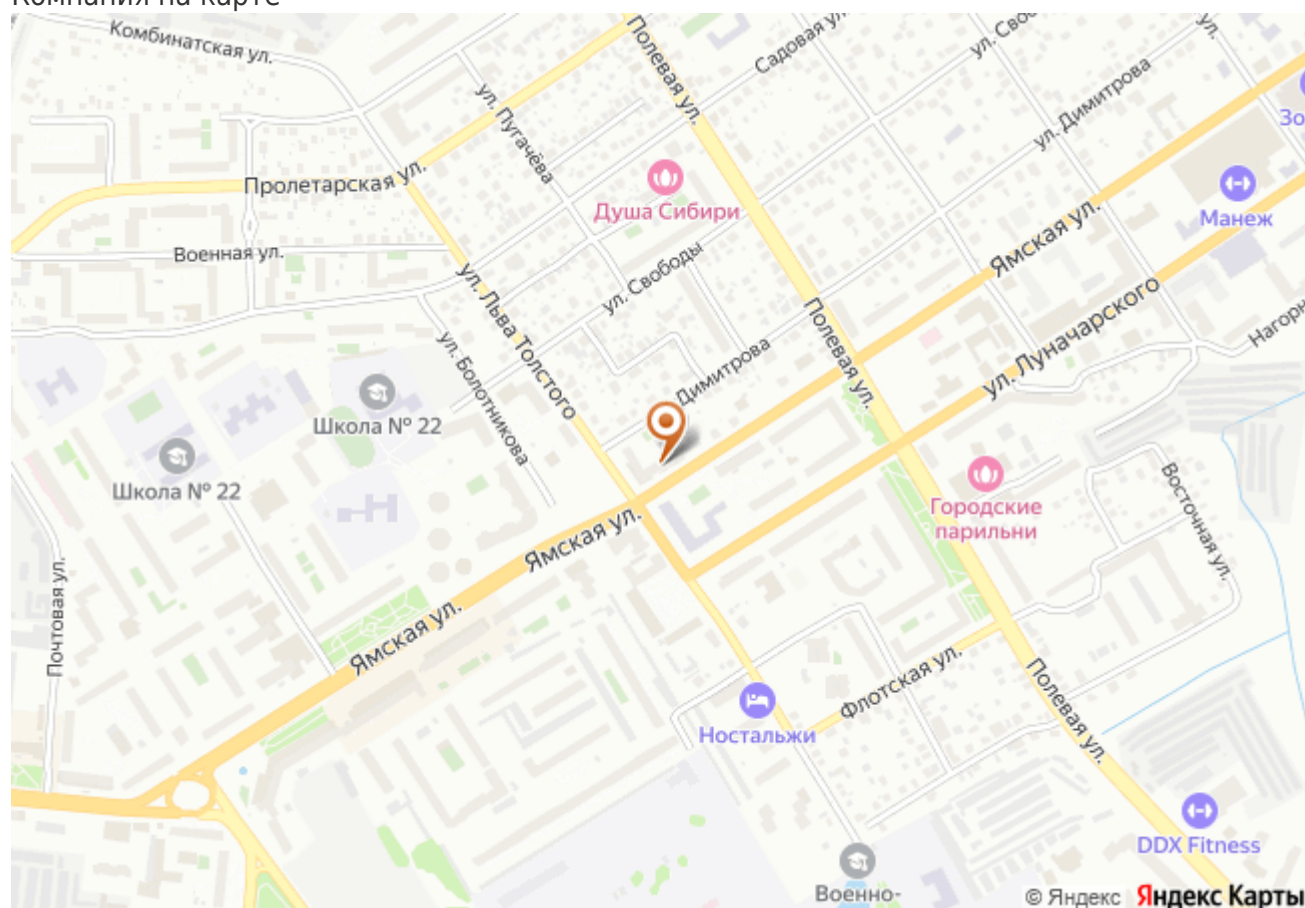 Компания на карте
Комбинатская ул.
Полевая ул.
Садовая ул.
ул.
ул. Димитрова
ул. Пугачёва
Зо
Пролетарская ул.
Душа Сибири
Манеж
Ямская ул.
Военная ул.
ул. Свободы
ул. Льва Толстого
Полевая ул.
ул. Луначарского
Нагорн
ул. Болотникова
Димитрова
Школа № 22
Школа № 22
Городские
парильни
Восточная ул.
Ямская ул.
Почтовая ул.
Ямская ул.
Флотская ул.
Полевая ул.
Ностальжи
DDX Fitness
Военно-
© Яндекс Яндекс Карты